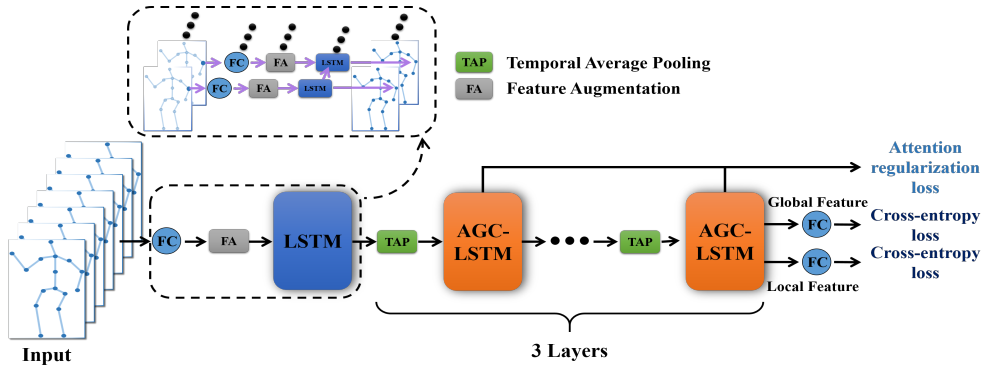 FC
FA
LSTM
FC
FA
LSTM
TAP
Temporal Average Pooling
FA
Feature Augmentation
Attention
regularization
loss
FC
FA
LSTM
TAP
AGC-
LSTM
TAP
AGC-
LSTM
Global Feature
FC
Cross-entropy
loss
FC
Cross-entropy
loss
Local Feature
Input
3 Layers